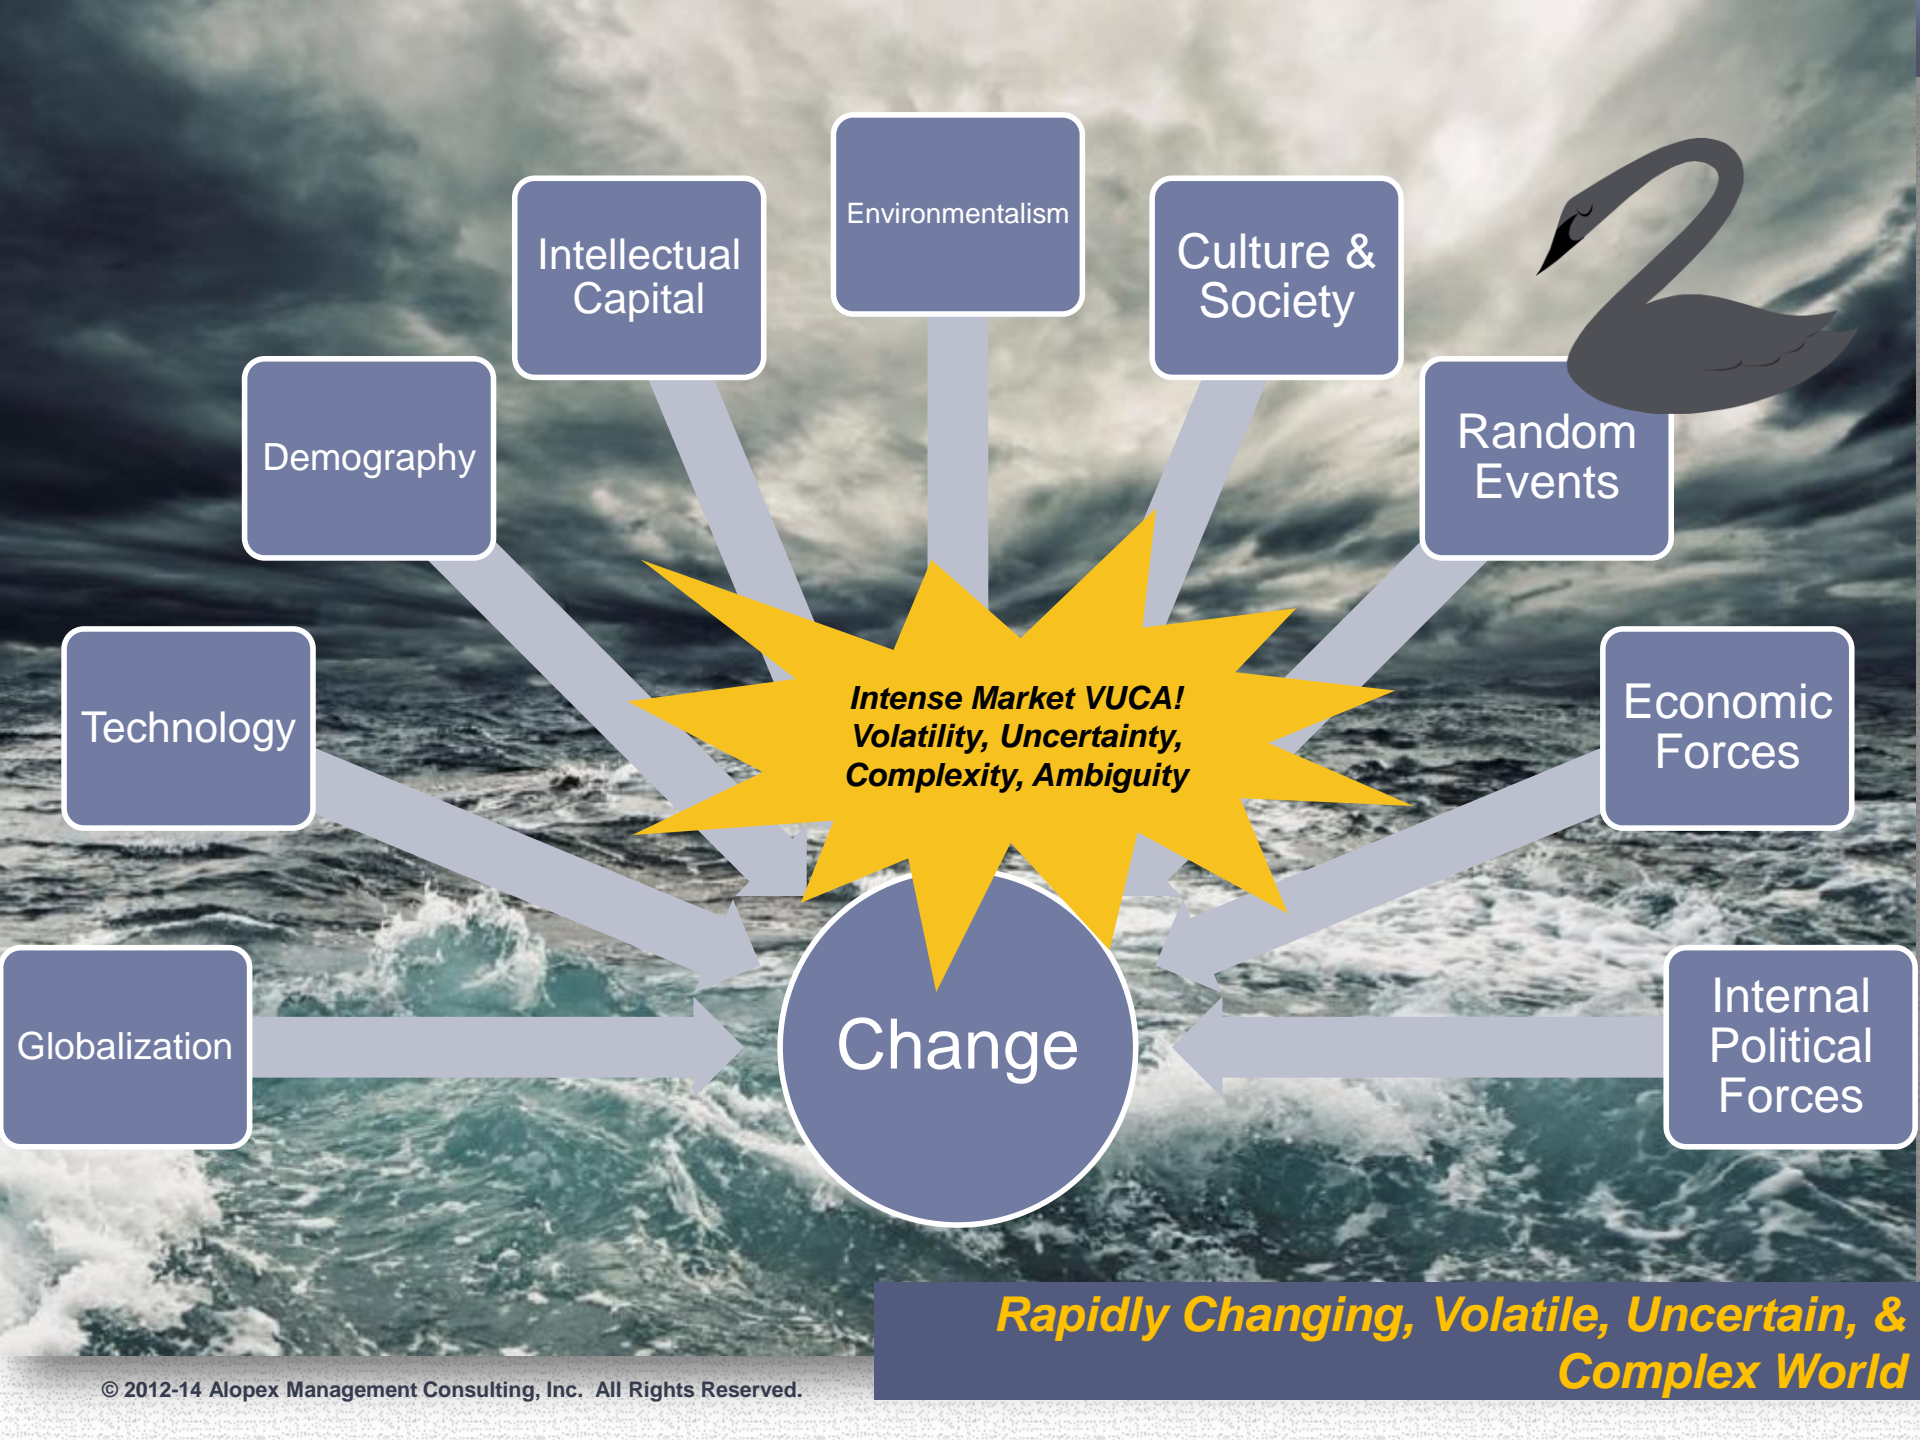 Environmentalism
Intellectual
Capital
Culture &
Society
Demography
Random
Events
Technology
Economic
Forces
Intense Market VUCA!
Volatility, Uncertainty,
Complexity, Ambiguity
Globalization
Change
Internal
Political
Forces
Rapidly Changing, Volatile, Uncertain, &
Complex World
© 2012-14 Alopex Management Consulting, Inc.  All Rights Reserved.